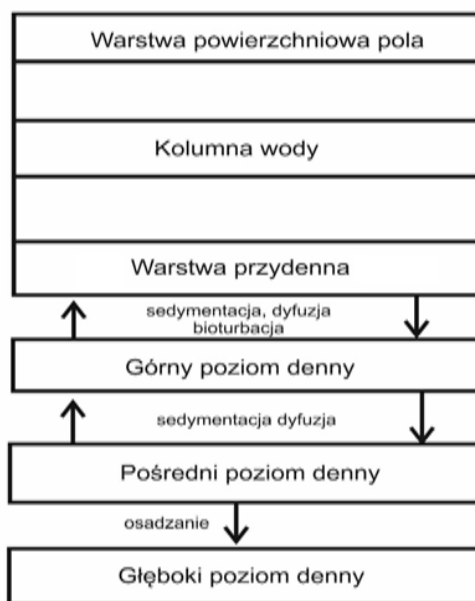 Warstwa powierzchniowa pola
Kolumna wody
Warstwa przydenna
sedymentacja, dyfuzja
bioturbacja
Górny poziom denny
sedymentacja dyfuzja
Pośredni poziom denny
osadzanie
Głęboki poziom denny